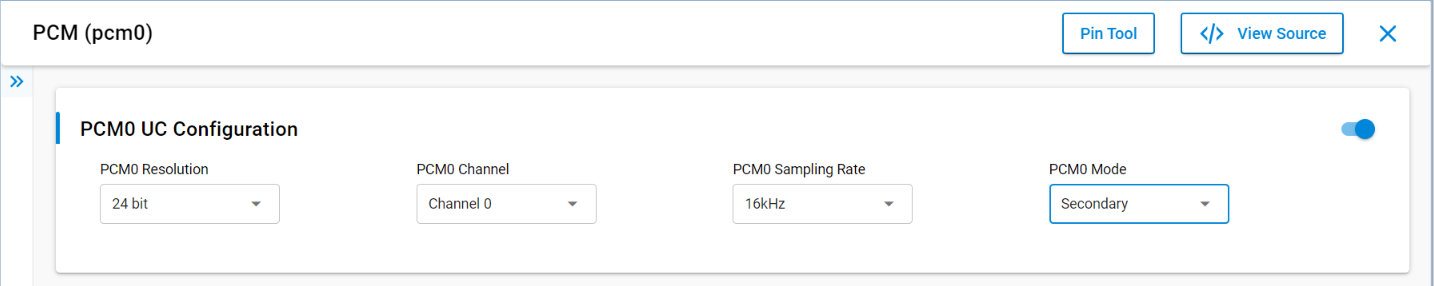 PCM (pcm0)
Pin Tool
</> View Source
PCM0 UC Configuration
PCM0 Resolution
PCM0 Channel
PCM0 Sampling Rate
PCM0 Mode
24 bit
Channel 0
16kHz
Secondary